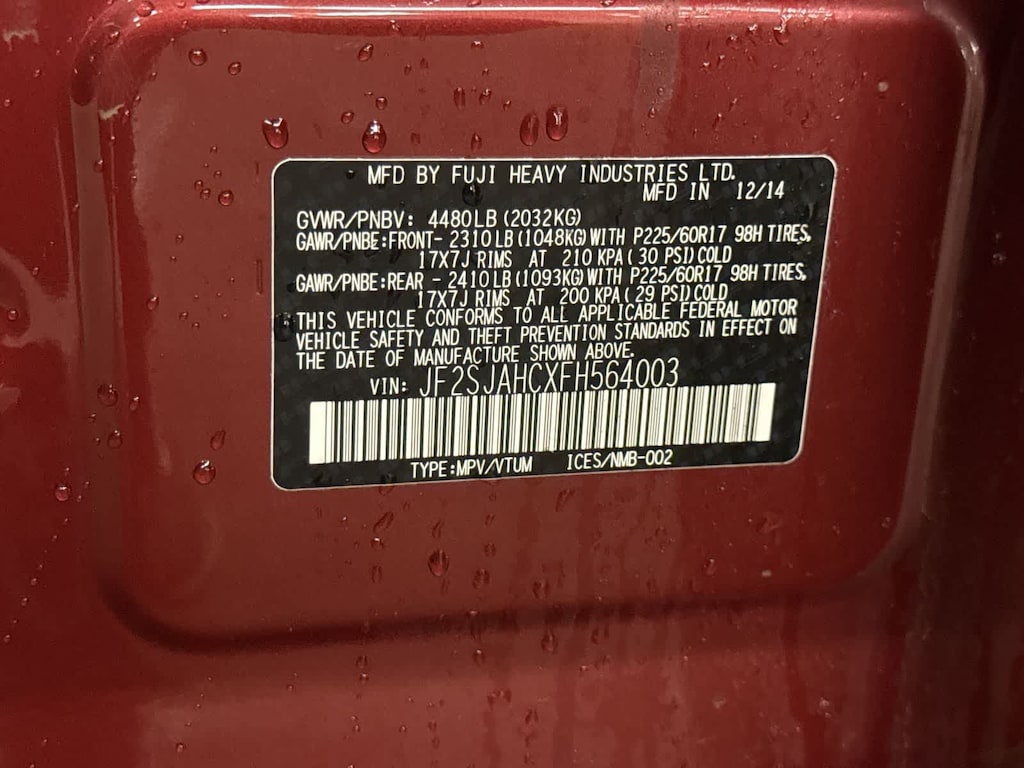 MFD BY FUJI HEAVY INDUSTRIES LTD.
MFD IN 12/14
GVWR/PNBV: 4480LB(2032KG)
GAWR/PNBE:FRONT- 2310LB(1048KG)WITH P225/60R17 98H TIRES,
17X7J RIMS AT 210 KPA( 30 PSI)COLD
GAWR/PNBE:REAR - 2410LB(1093KG)WITH P225/60R17 98H TIRES,
17X7J RIMS AT 200 KPA( 29 PSI)COLD
THIS VEHICLE CONFORMS TO ALL APPLICABLE FEDERAL MOTOR
VEHICLE SAFETY AND THEFT PREVENTION STANDARDS IN EFFECT ON
THE DATE OF MANUFACTURE SHOWN ABOVE.
VIN: JF2SJAHCXFH564003
TYPE:MPV/VTUM ICES/NMB-002